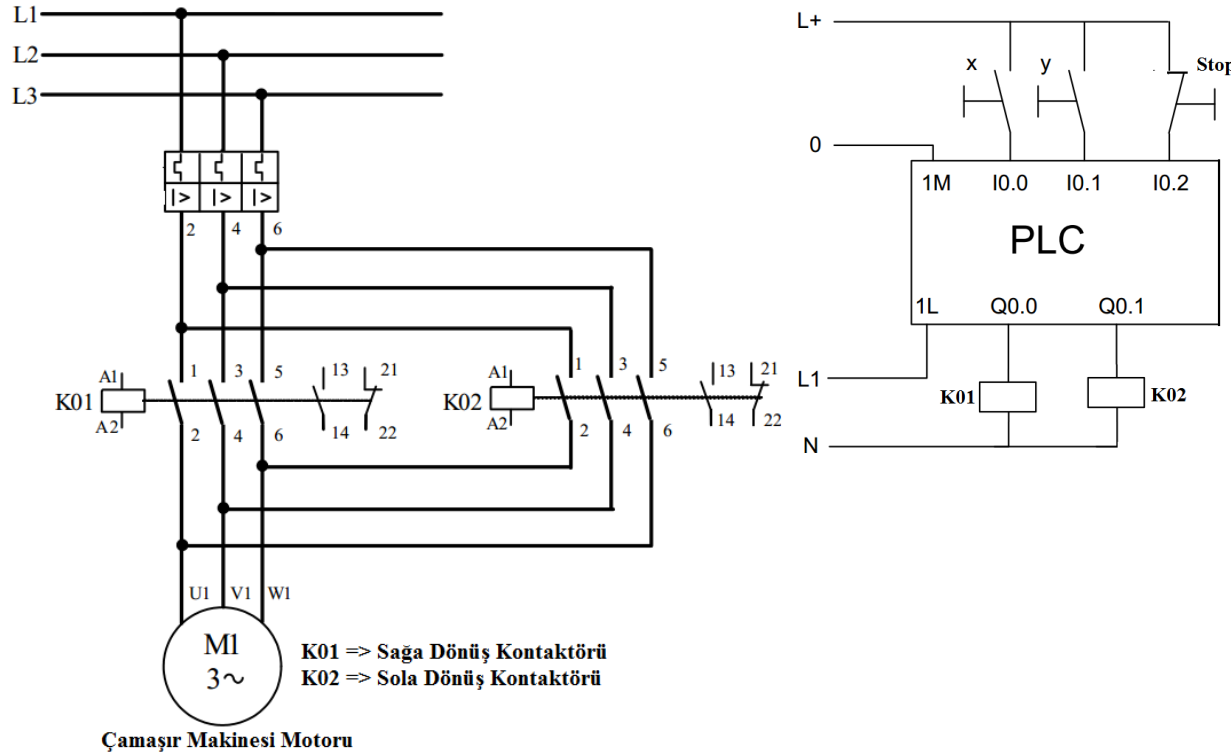 L1
L2
L3
I> I> I>
2 4 6
K01 A1 A2 1 3 5 13 21
2 4 6 14 22
K02 A1 A2 1 3 5 13 21
2 4 6 14 22
U1 V1 W1
M1
3~
K01 => Sağa Dönüş Kontaktörü
K02 => Sola Dönüş Kontaktörü
Çamaşır Makinesi Motoru
L+
x y Stop
0
1M I0.0 I0.1 I0.2
PLC
1L Q0.0 Q0.1
L1
K01 K02
N